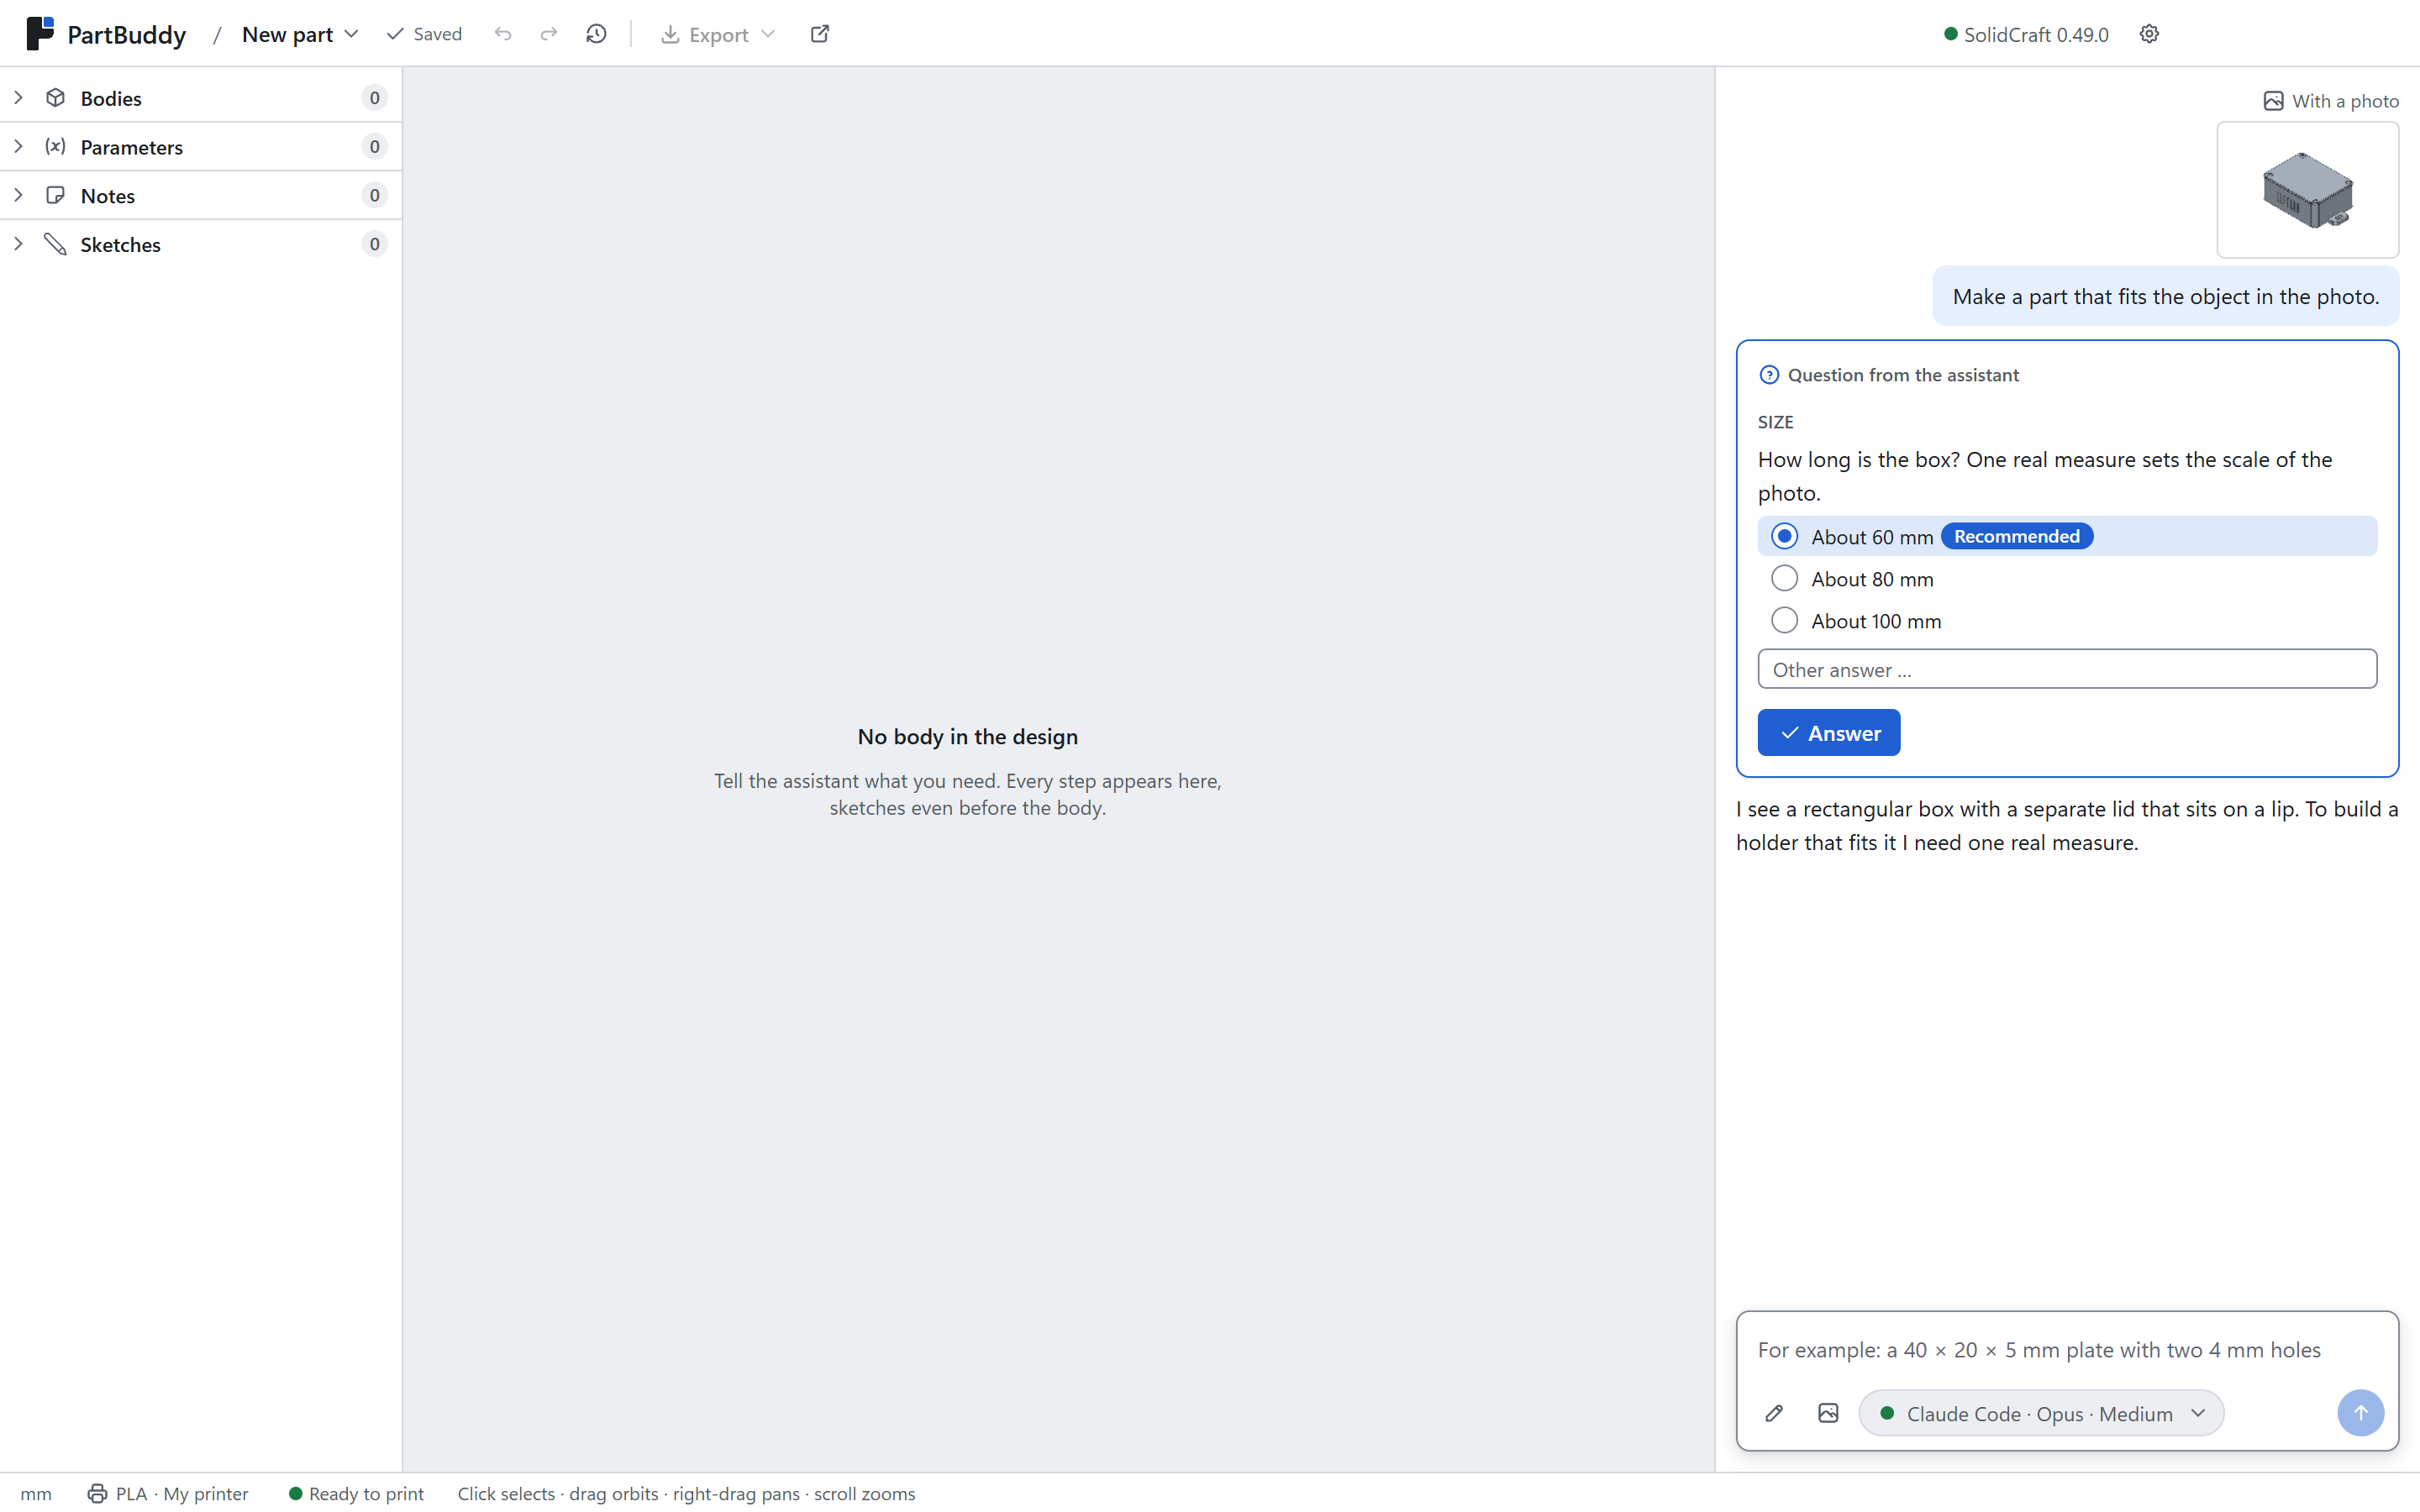 PartBuddy / New part Saved Export SolidCraft 0.49.0
Bodies 0
Parameters 0
Notes 0
Sketches 0
No body in the design
Tell the assistant what you need. Every step appears here,
sketches even before the body.
With a photo
Make a part that fits the object in the photo.
Question from the assistant
SIZE
How long is the box? One real measure sets the scale of the
photo.
About 60 mm Recommended
About 80 mm
About 100 mm
Other answer ...
Answer
I see a rectangular box with a separate lid that sits on a lip. To build a
holder that fits it I need one real measure.
For example: a 40 × 20 × 5 mm plate with two 4 mm holes
Claude Code · Opus · Medium
mm PLA · My printer Ready to print Click selects · drag orbits · right-drag pans · scroll zooms